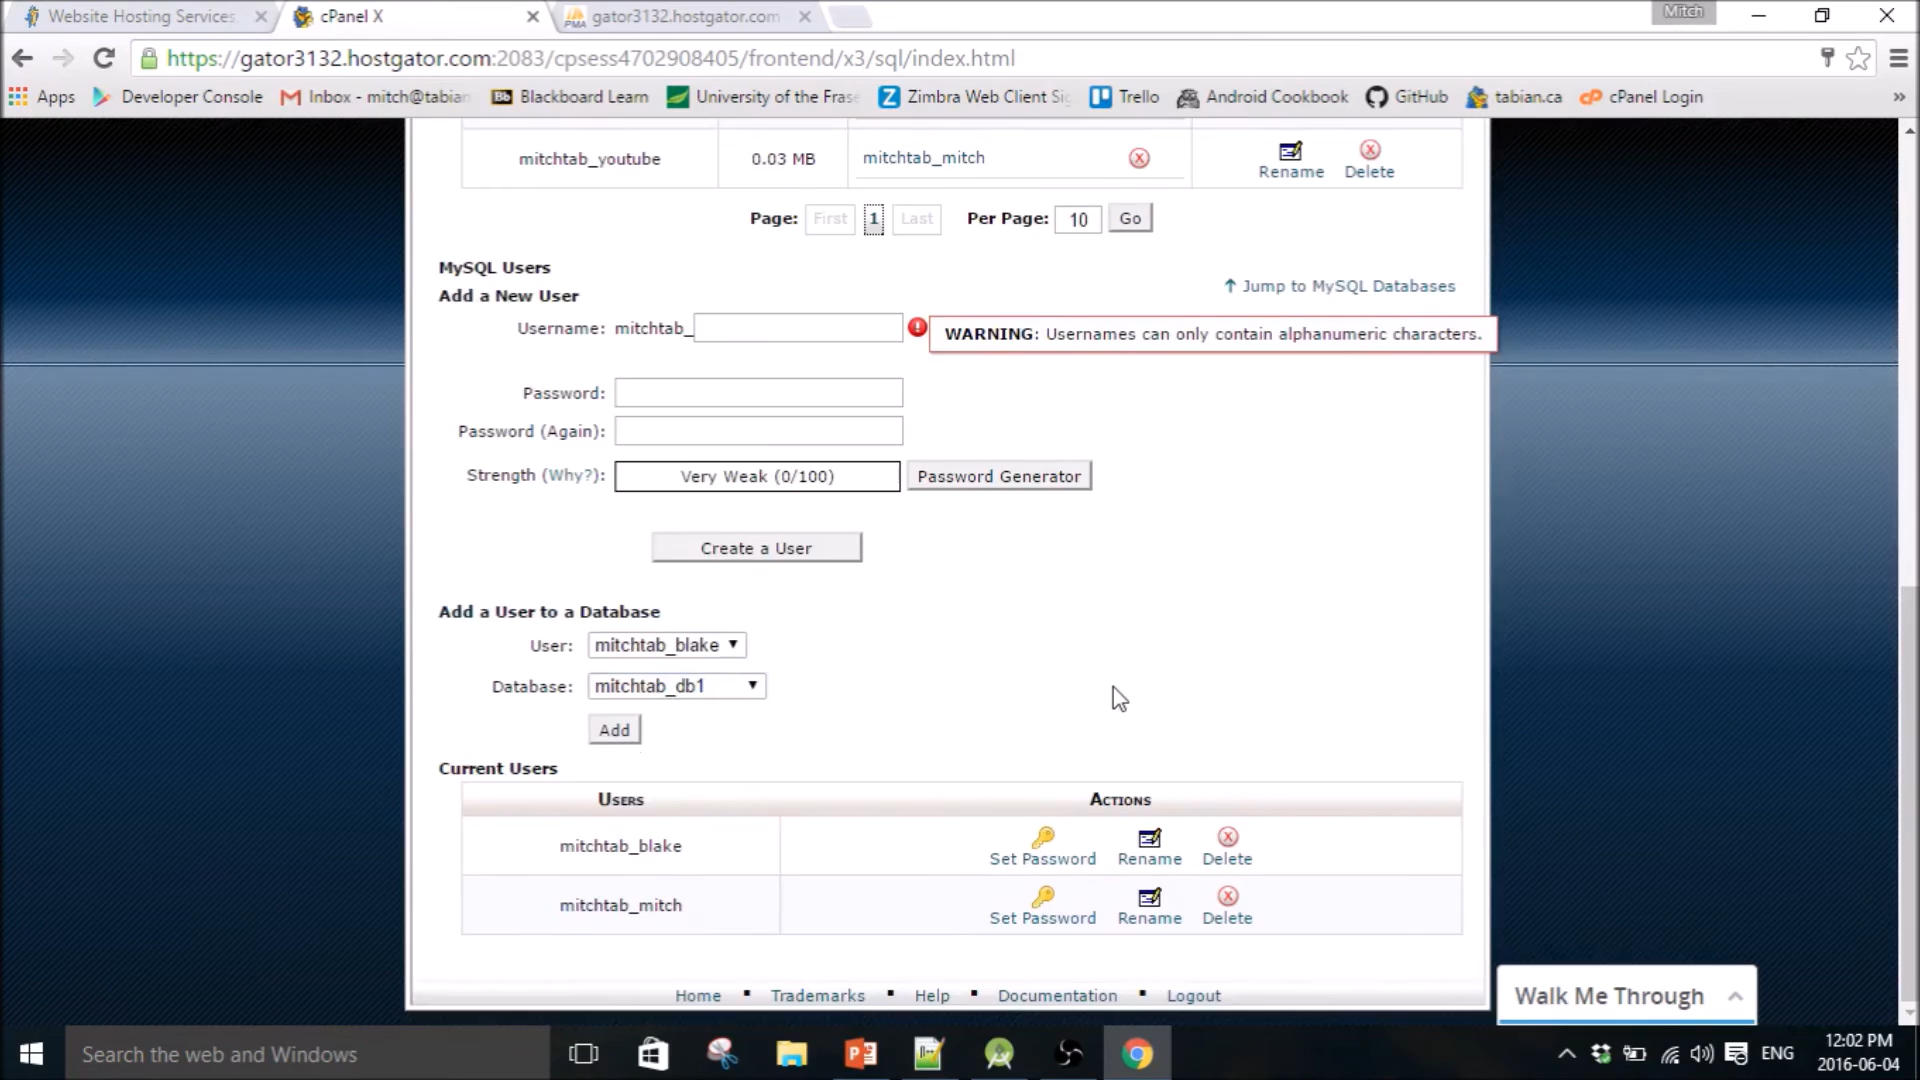 Website Hosting Services,
cPanel X
PMA gator3132.hostgator.com
Mitch
https://gator3132.hostgator.com:2083/cpsess4702908405/frontend/x3/sql/index.html
Apps Developer Console Inbox - mitch@tabian Bb Blackboard Learn University of the Frase Z Zimbra Web Client Sig Trello Android Cookbook GitHub tabian.ca cP cPanel Login »
mitchtab_youtube 0.03 MB mitchtab_mitch Rename Delete
Page: First 1 Last Per Page: 10 Go
MySQL Users
↑ Jump to MySQL Databases
Add a New User
Username: mitchtab_
WARNING: Usernames can only contain alphanumeric characters.
Password:
Password (Again):
Strength (Why?): Very Weak (0/100) Password Generator
Create a User
Add a User to a Database
User: mitchtab_blake
Database: mitchtab_db1
Add
Current Users
Users Actions
mitchtab_blake Set Password Rename Delete
mitchtab_mitch Set Password Rename Delete
Home ▪ Trademarks ▪ Help ▪ Documentation ▪ Logout
Walk Me Through
Search the web and Windows
ENG
12:02 PM
2016-06-04